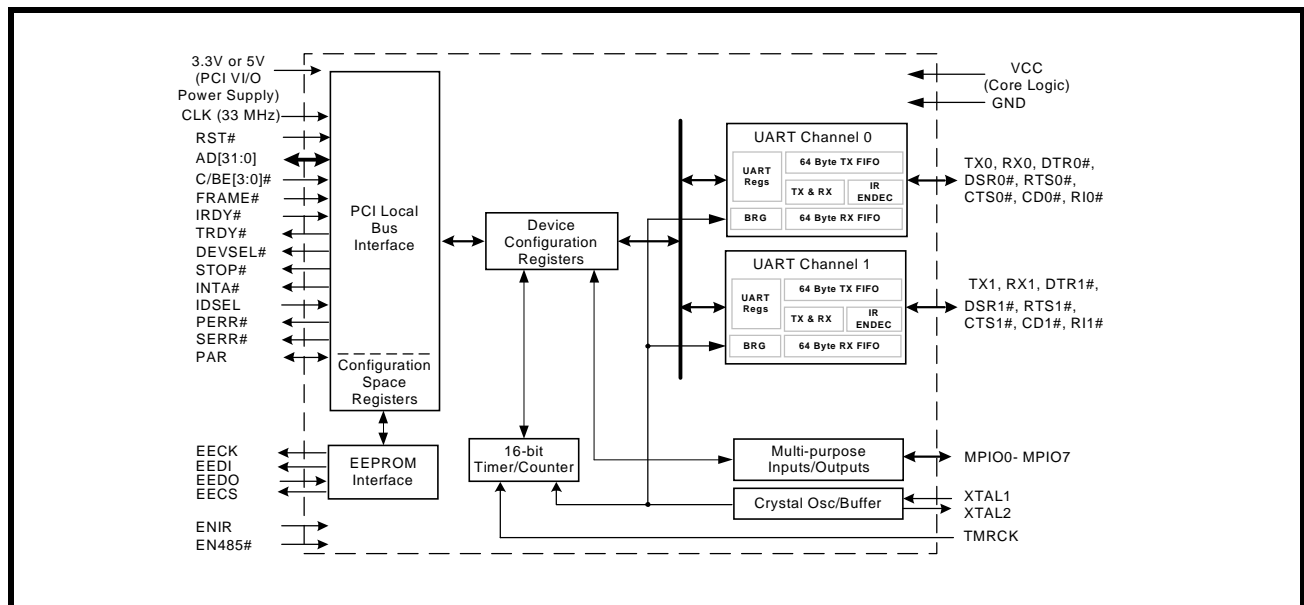 3.3V or 5V
(PCI VI/O
Power Supply)
CLK (33 MHz)
RST#
AD[31:0]
C/BE[3:0]#
FRAME#
IRDY#
TRDY#
DEVSEL#
STOP#
INTA#
IDSEL
PERR#
SERR#
PAR
EECK
EEDI
EEDO
EECS
ENIR
EN485#
PCI Local
Bus
Interface
Configuration
Space
Registers
EEPROM
Interface
Device
Configuration
Registers
16-bit
Timer/Counter
UART Channel 0
UART
Regs
64 Byte TX FIFO
TX & RX
IR
ENDEC
BRG
64 Byte RX FIFO
UART Channel 1
UART
Regs
64 Byte TX FIFO
TX & RX
IR
ENDEC
BRG
64 Byte RX FIFO
Multi-purpose
Inputs/Outputs
Crystal Osc/Buffer
VCC
(Core Logic)
GND
TX0, RX0, DTR0#,
DSR0#, RTS0#,
CTS0#, CD0#, RI0#
TX1, RX1, DTR1#,
DSR1#, RTS1#,
CTS1#, CD1#, RI1#
MPIO0- MPIO7
XTAL1
XTAL2
TMRCK